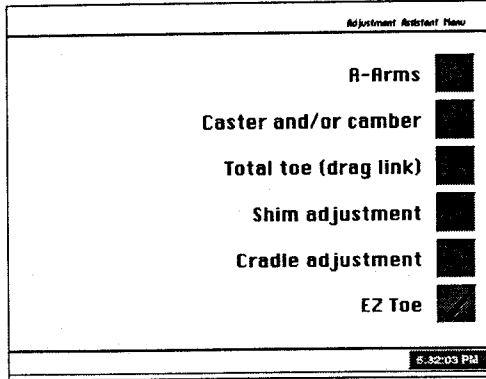 Adjustment Assistant Menu
A-Arms
Caster and/or camber
Total toe (drag link)
Shim adjustment
Cradle adjustment
EZ Toe
5:32:03 PM